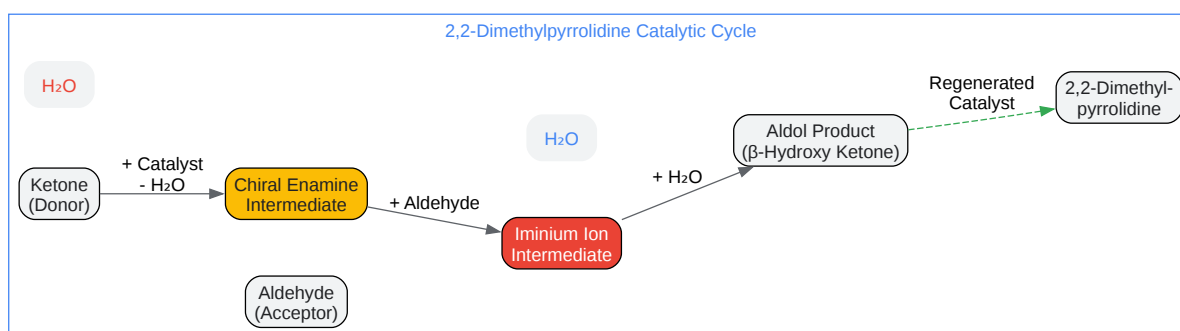 2,2-Dimethylpyrrolidine Catalytic Cycle
H₂O
Ketone
(Donor)
+ Catalyst
- H₂O
Chiral Enamine
Intermediate
Aldehyde
(Acceptor)
+ Aldehyde
H₂O
Iminium Ion
Intermediate
+ H₂O
Aldol Product
(β-Hydroxy Ketone)
Regenerated
Catalyst
2,2-Dimethyl-
pyrrolidine